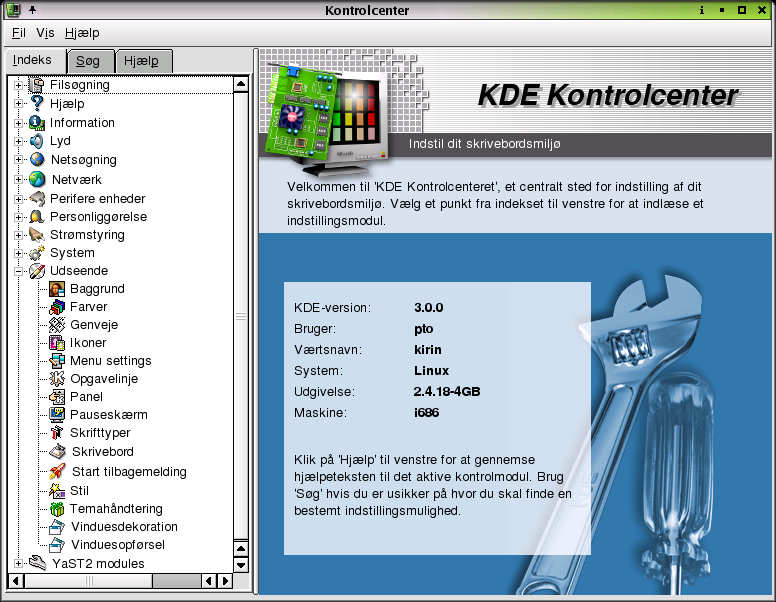 Kontrolcenter
Fil Vis Hjælp
Indeks Søg Hjælp
Filsøgning
Hjælp
Information
Lyd
Netsøgning
Netværk
Perifere enheder
Personliggørelse
Strømstyring
System
Udseende
Baggrund
Farver
Genveje
Ikoner
Menu settings
Opgavelinje
Panel
Pauseskærm
Skrifttyper
Skrivebord
Start tilbagemelding
Stil
Temahåndtering
Vinduesdekoration
Vinduesopførsel
YaST2 modules
KDE Kontrolcenter
Indstil dit skrivebordsmiljø
Velkommen til 'KDE Kontrolcenteret', et centralt sted for indstilling af dit
skrivebordsmiljø. Vælg et punkt fra indekset til venstre for at indlæse et
indstillingsmodul.
KDE-version: 3.0.0
Bruger: pto
Værtsnavn: kirin
System: Linux
Udgivelse: 2.4.18-4GB
Maskine: i686
Klik på 'Hjælp' til venstre for at gennemse
hjælpeteksten til det aktive kontrolmodul. Brug
'Søg' hvis du er usikker på hvor du skal finde en
bestemt indstillingsmulighed.